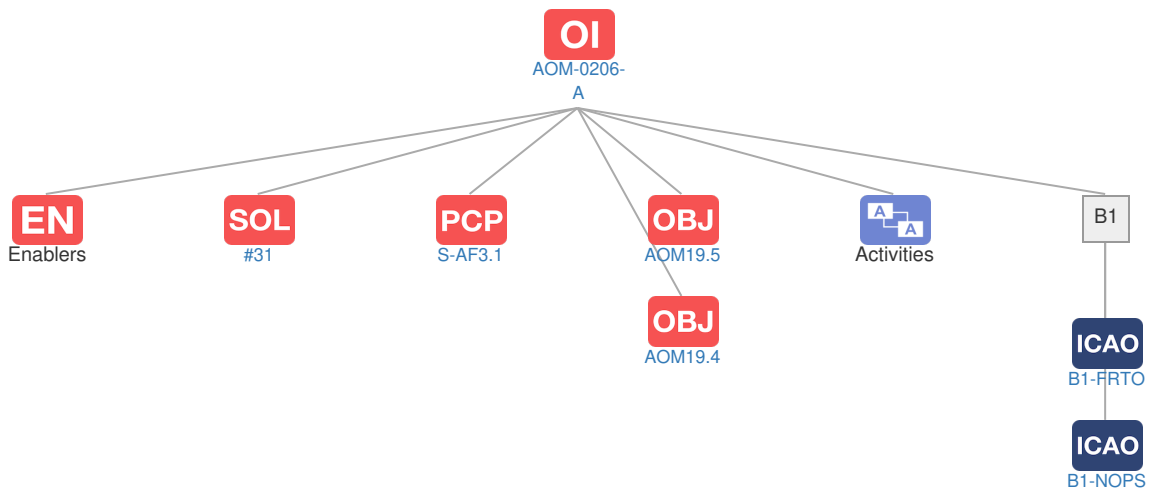 OI
AOM-0206-
A
EN
Enablers
SOL
#31
PCP
S-AF3.1
OBJ
AOM19.5
A
A
Activities
B1
OBJ
AOM19.4
ICAO
B1-FRTO
ICAO
B1-NOPS